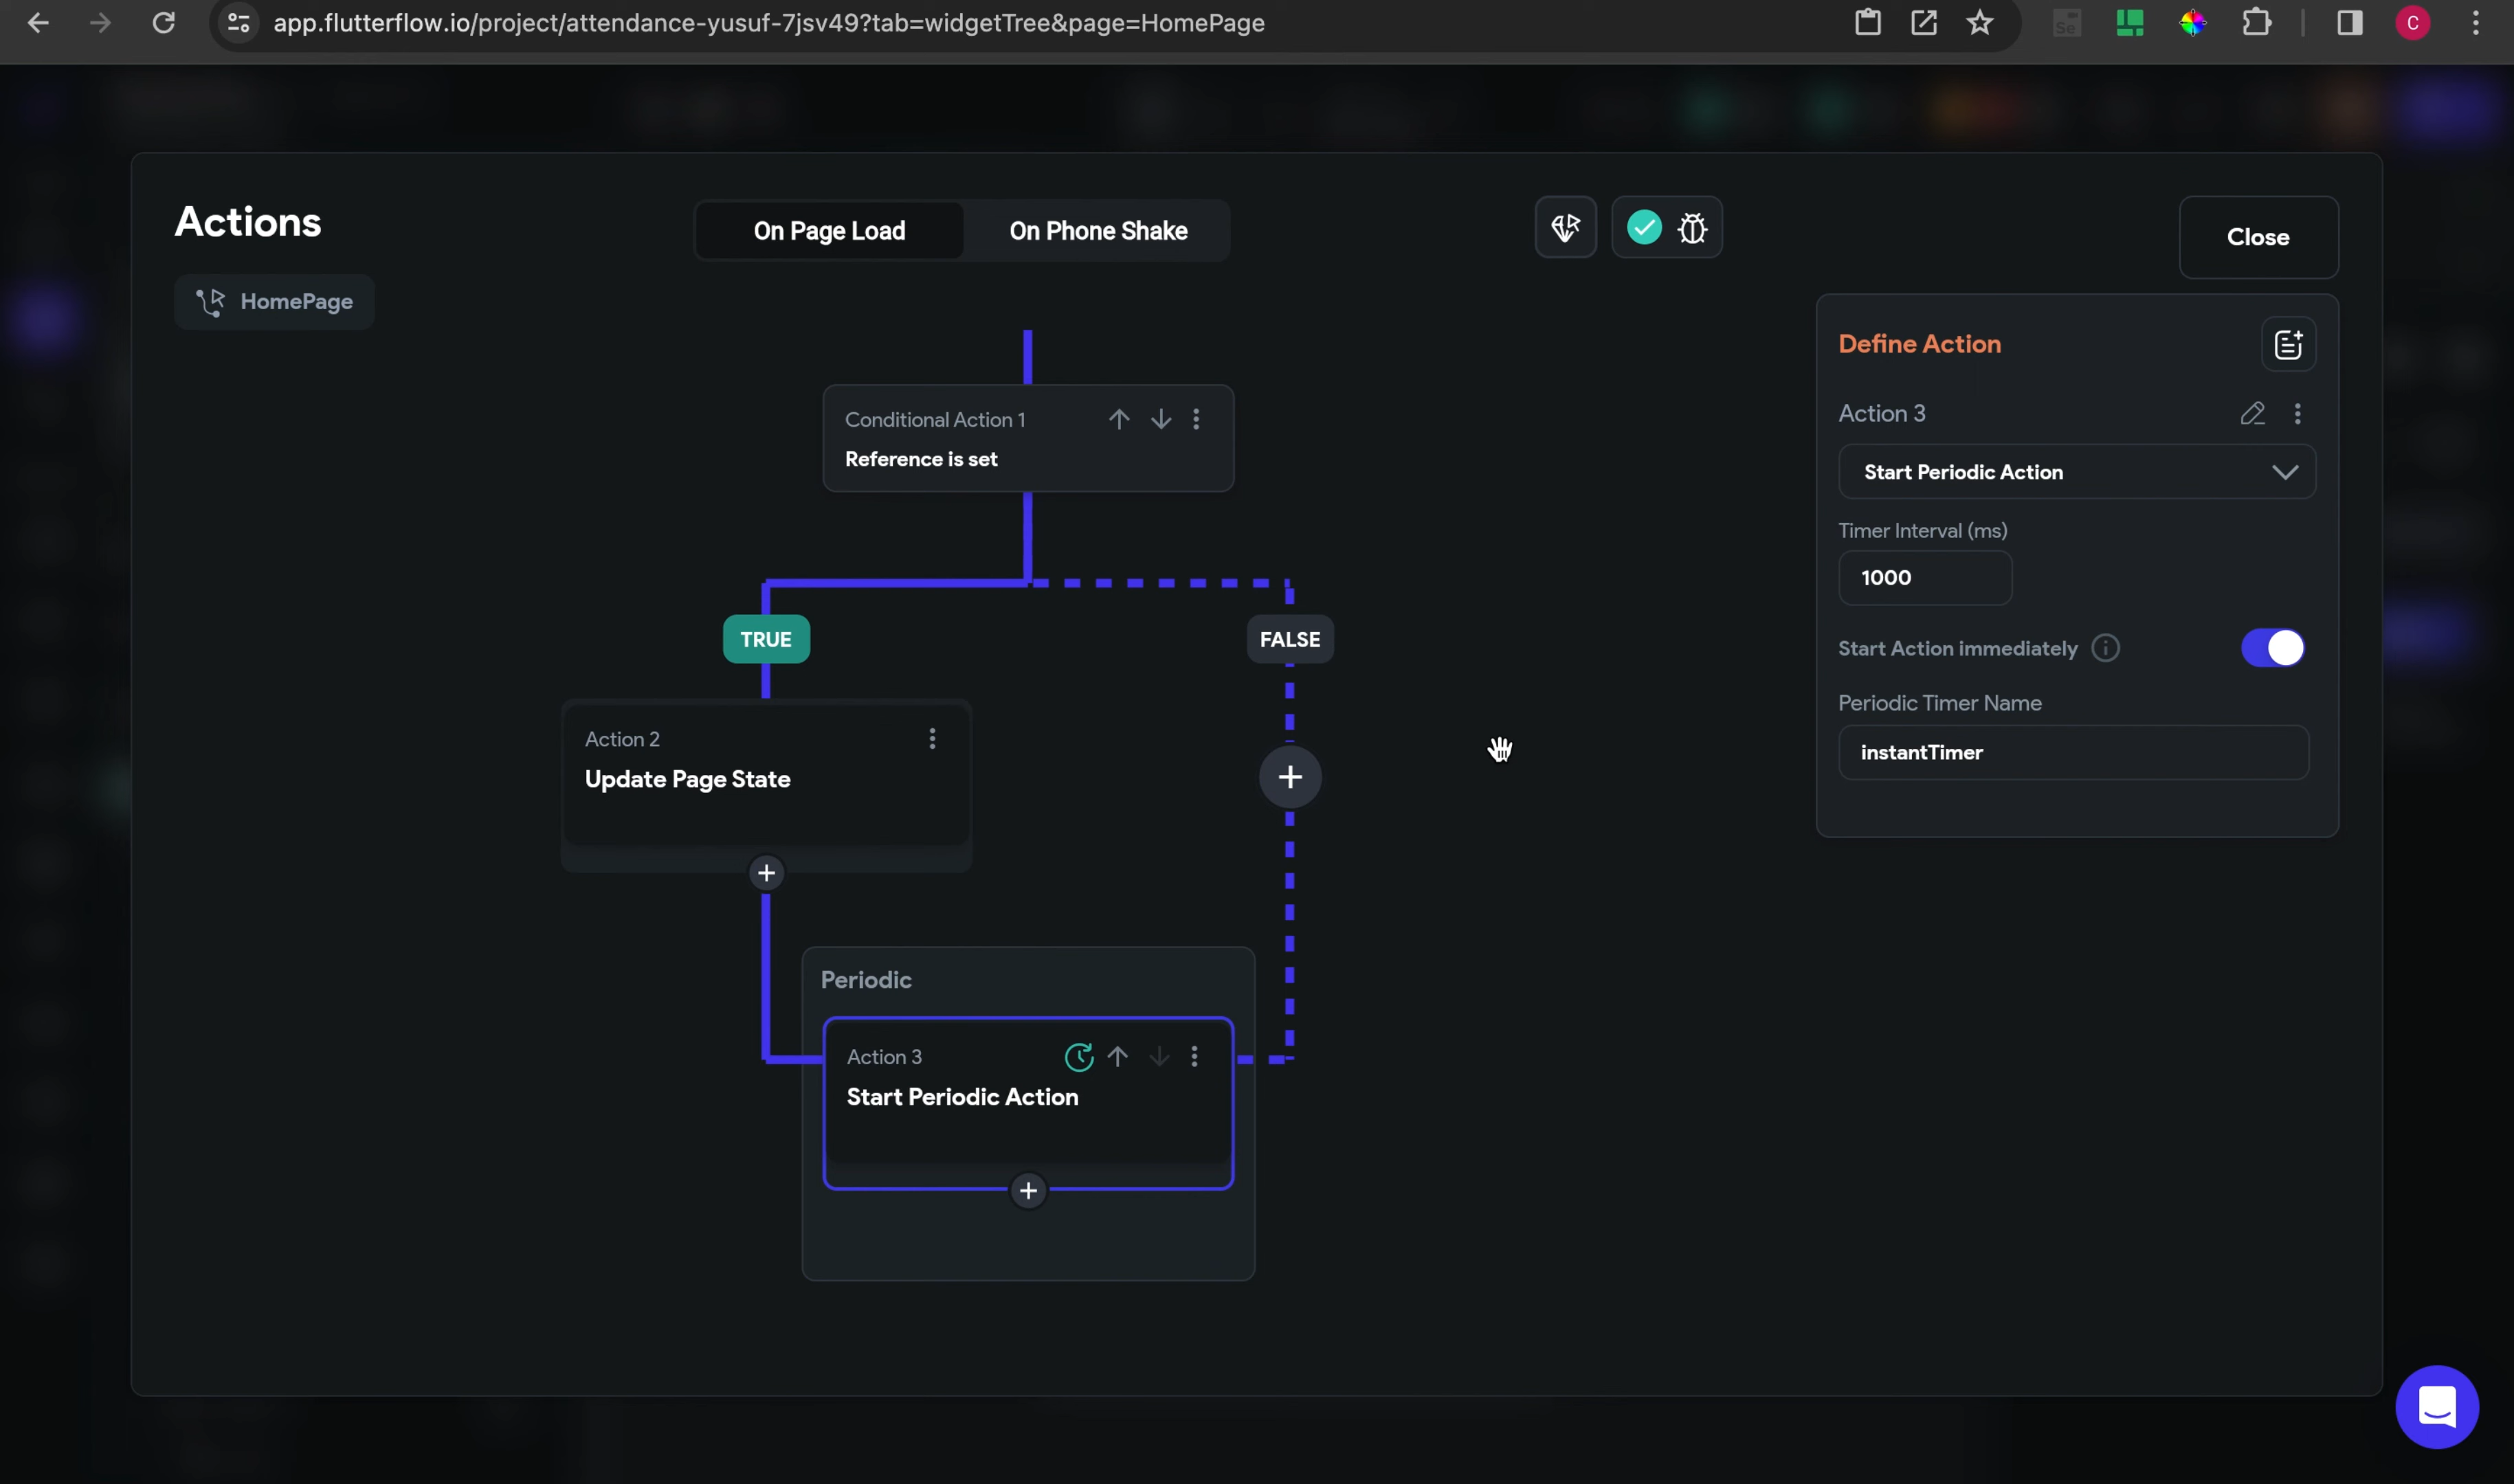 app.flutterflow.io/project/attendance-yusuf-7jsv49?tab=widgetTree&page=HomePage
Se
C
Actions
On Page Load
On Phone Shake
Close
HomePage
Define Action
Conditional Action 1
Reference is set
Action 3
Start Periodic Action
Timer Interval (ms)
1000
TRUE
FALSE
Start Action immediately
Periodic Timer Name
instantTimer
Action 2
Update Page State
Periodic
Action 3
Start Periodic Action